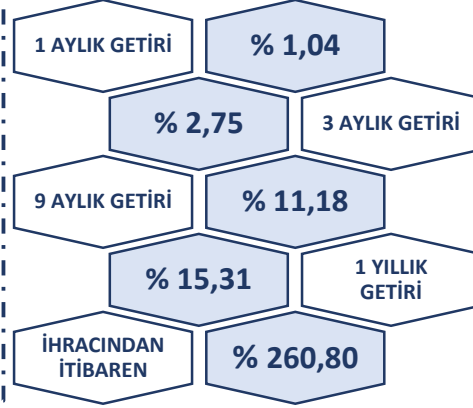 1 AYLIK GETİRİ
% 1,04
% 2,75
3 AYLIK GETİRİ
9 AYLIK GETİRİ
% 11,18
% 15,31
1 YILLIK
GETİRİ
İHRACINDAN
İTİBAREN
% 260,80